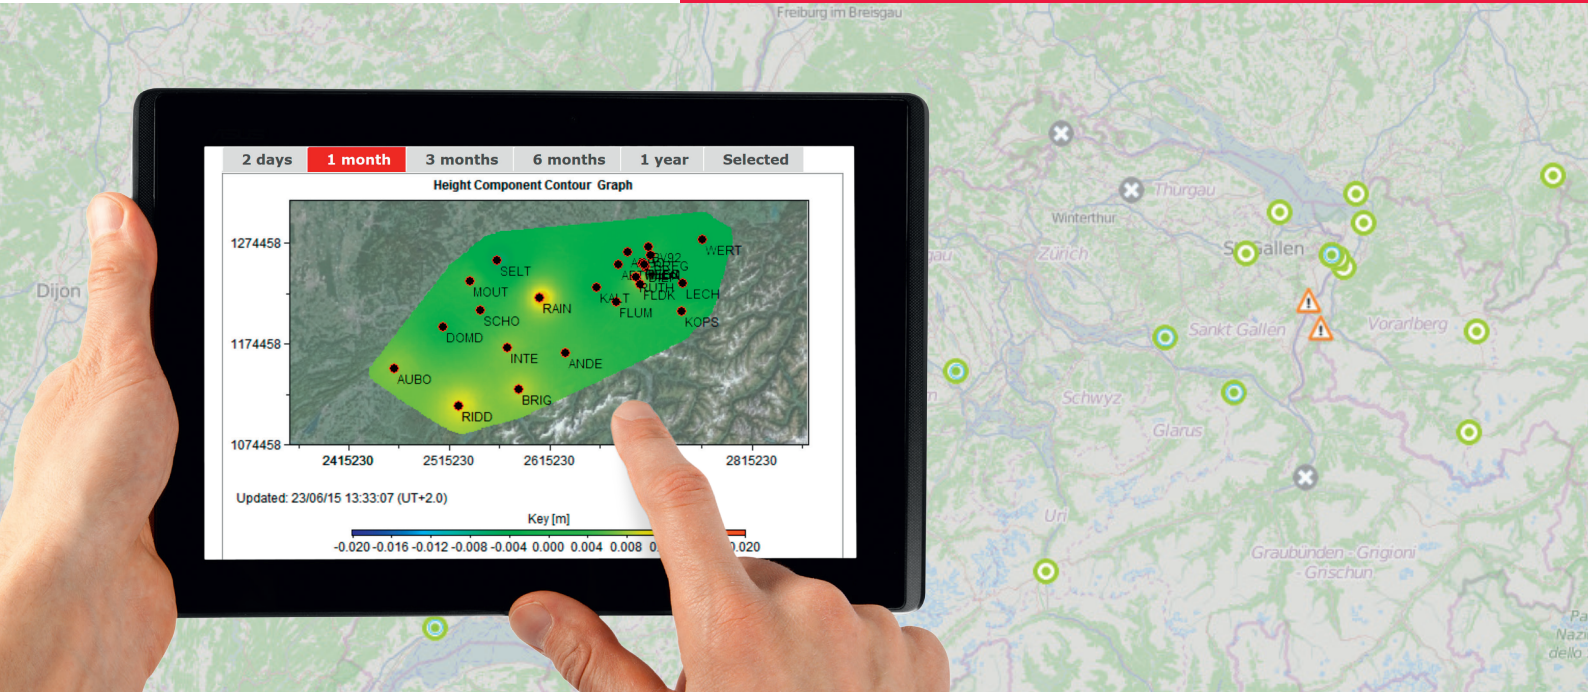 Freiburg im Breisgau
2 days 1 month 3 months 6 months 1 year Selected
Height Component Contour Graph
1274458
1174458
1074458
WERT
SELT
MOUT
RAIN
SCHO
DOMD
KALT
RUTH
FLDK
LECH
FLUM
KOPS
INTE
ANDE
AUBO
BRIG
RIDD
2415230 2515230 2615230 2815230
Updated: 23/06/15 13:33:07 (UT+2.0)
Key [m]
-0.020 -0.016 -0.012 -0.008 -0.004 0.000 0.004 0.008
Dijon
Thurgau
Winterthur
Zürich
Sankt Gallen
Vorarlberg
Schwyz
Glarus
Uri
Graubünden - Grigioni
- Grischun
dello